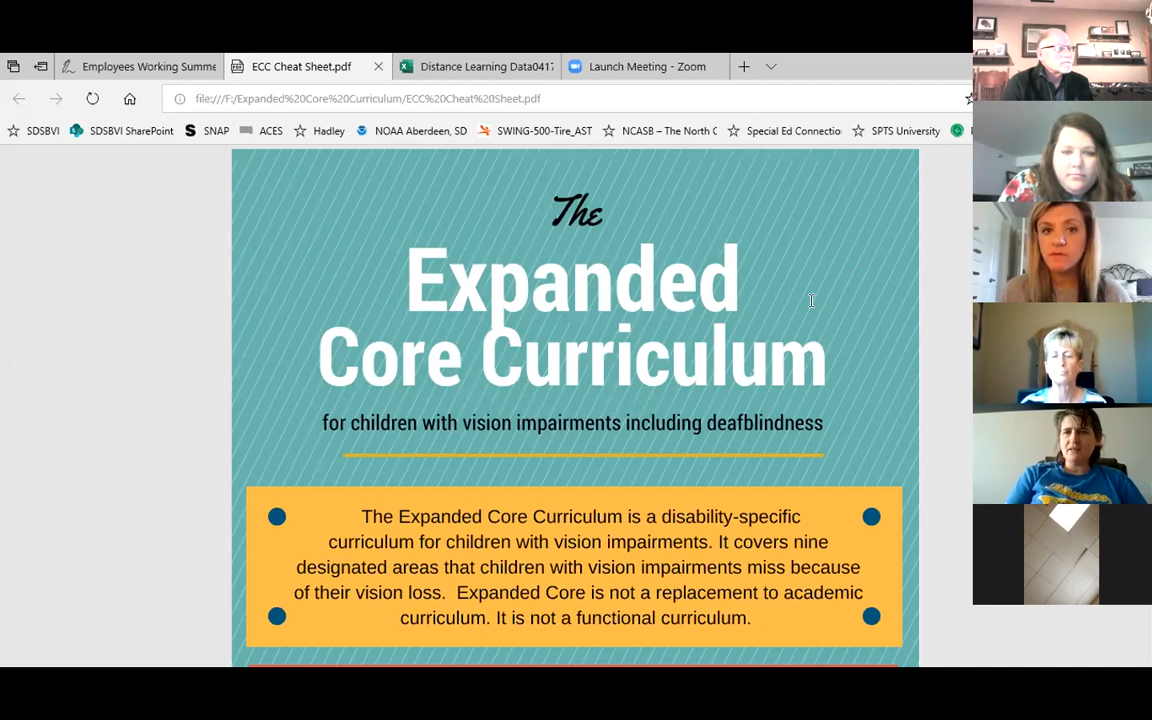 Employees Working Summe
ECC Cheat Sheet.pdf
Distance Learning Data041
Launch Meeting - Zoom
file:///F:/Expanded%20Core%20Curriculum/ECC%20Cheat%20Sheet.pdf
SDSBVI
SDSBVI SharePoint
SNAP
ACES
Hadley
NOAA Aberdeen, SD
SWING-500-Tire_AST
NCASB – The North C
Special Ed Connectio
SPTS University
The
Expanded
Core Curriculum
for children with vision impairments including deafblindness
The Expanded Core Curriculum is a disability-specific
curriculum for children with vision impairments. It covers nine
designated areas that children with vision impairments miss because
of their vision loss.  Expanded Core is not a replacement to academic
curriculum. It is not a functional curriculum.